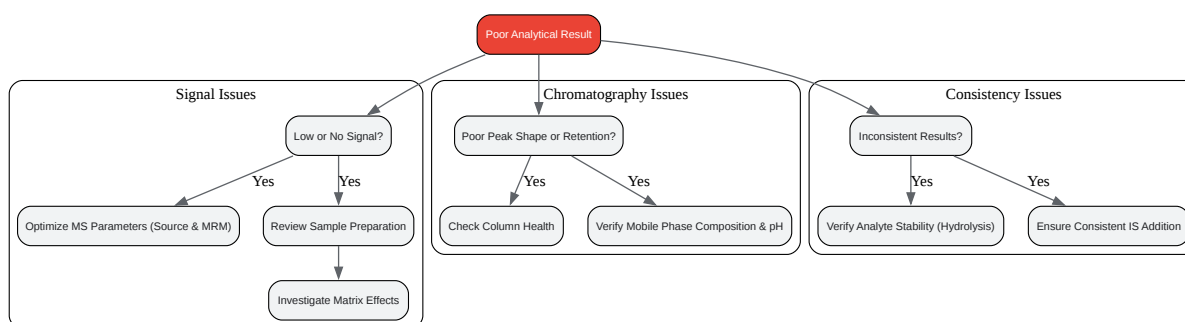 Poor Analytical Result
Signal Issues
Chromatography Issues
Consistency Issues
Low or No Signal?
Poor Peak Shape or Retention?
Inconsistent Results?
Yes
Yes
Yes
Yes
Yes
Yes
Optimize MS Parameters (Source & MRM)
Review Sample Preparation
Check Column Health
Verify Mobile Phase Composition & pH
Verify Analyte Stability (Hydrolysis)
Ensure Consistent IS Addition
Investigate Matrix Effects